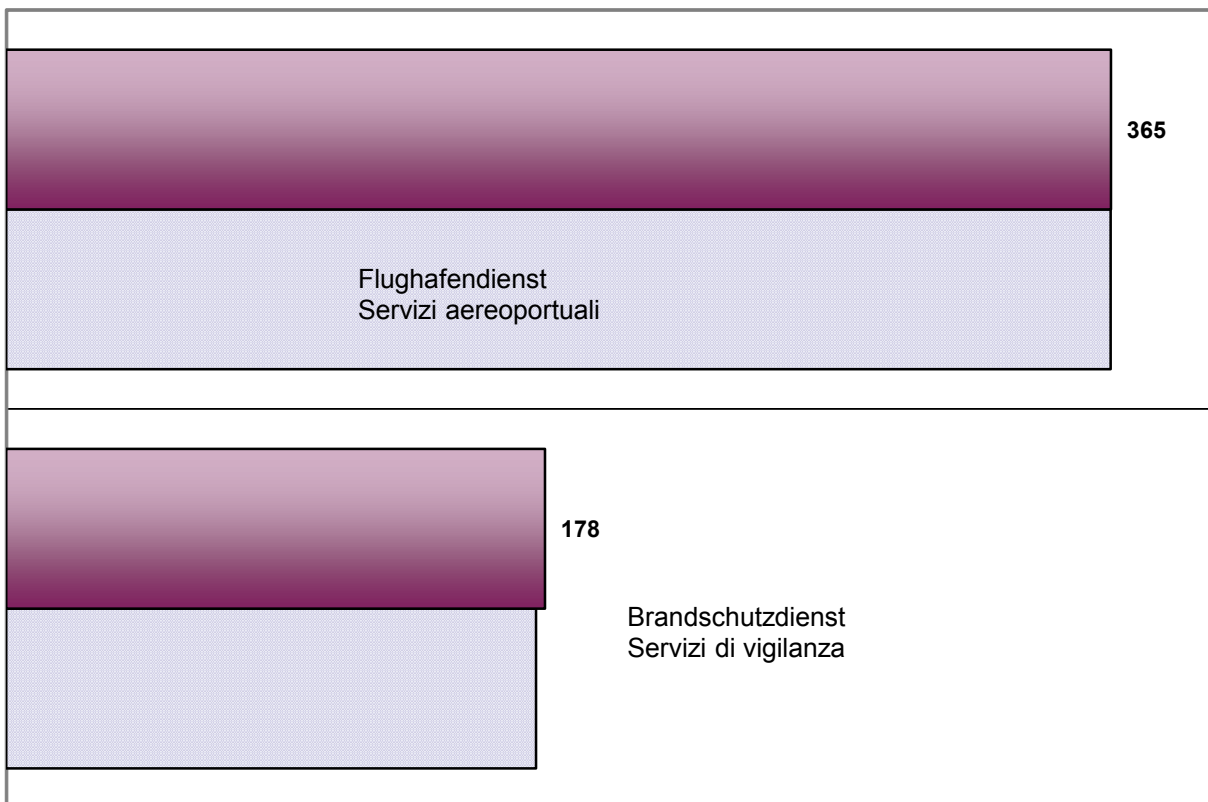 365
Flughafendienst
Servizi aereoportuali
178
Brandschutzdienst
Servizi di vigilanza